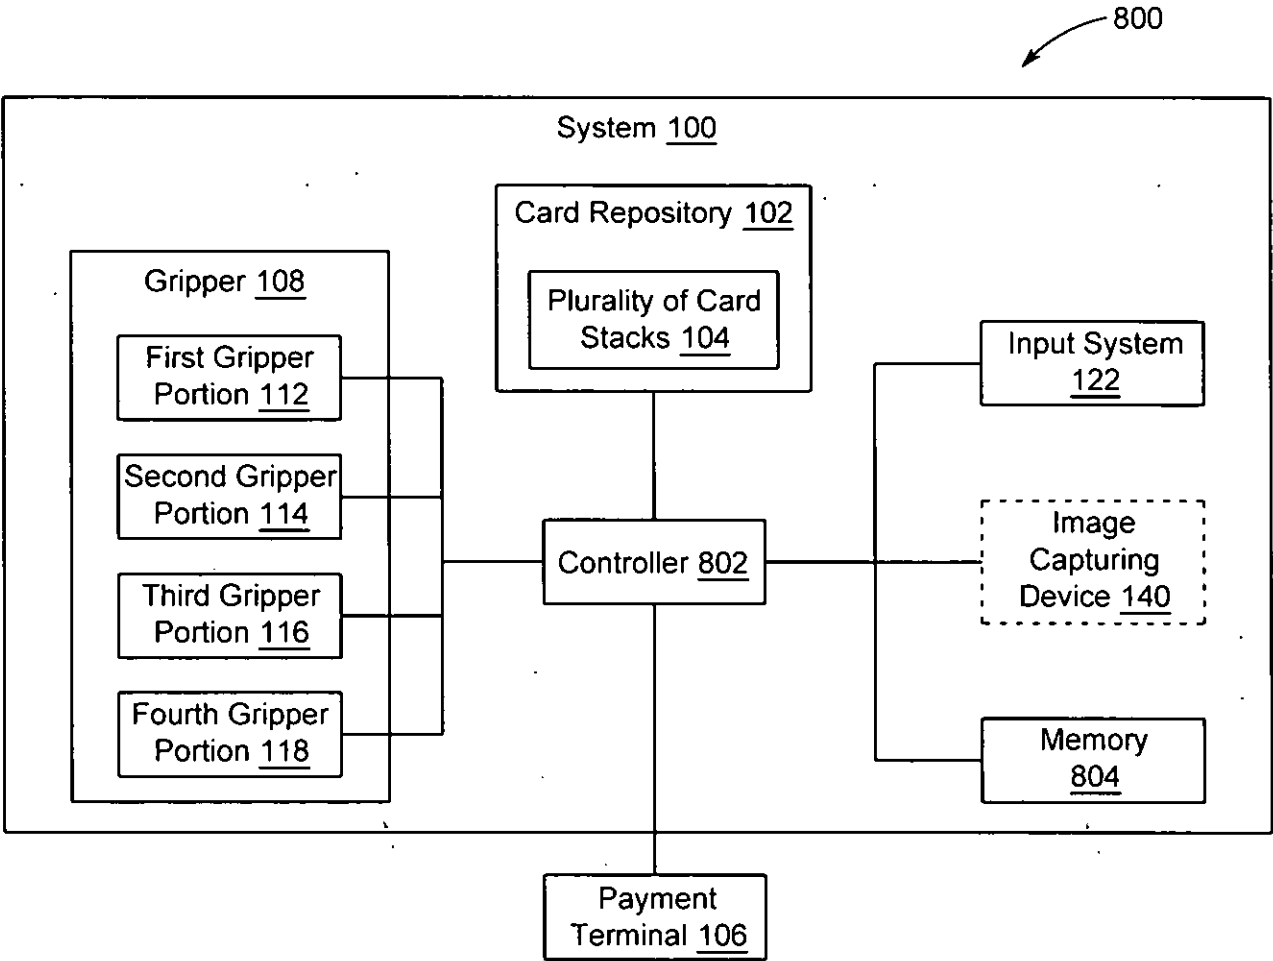 800
System 100
Card Repository 102
Plurality of Card
Stacks 104
Gripper 108
First Gripper
Portion 112
Second Gripper
Portion 114
Third Gripper
Portion 116
Fourth Gripper
Portion 118
Controller 802
Input System
122
Image
Capturing
Device 140
Memory
804
Payment
Terminal 106